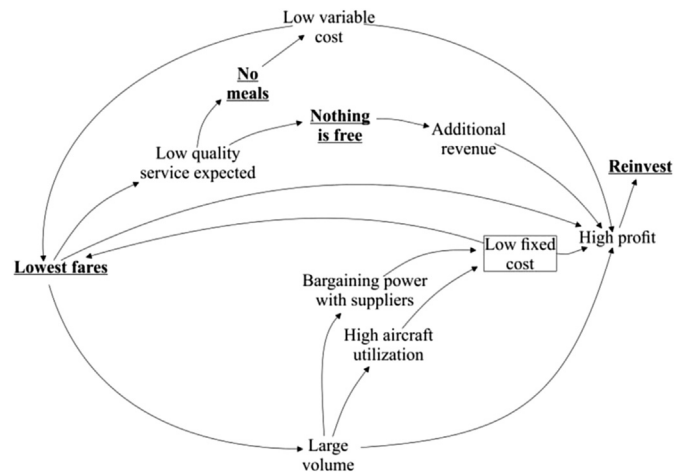 Low variable
cost
No
meals
Nothing
is free
Additional
revenue
Low quality
service expected
Reinvest
High profit
Low fixed
cost
Lowest fares
Bargaining power
with suppliers
High aircraft
utilization
Large
volume